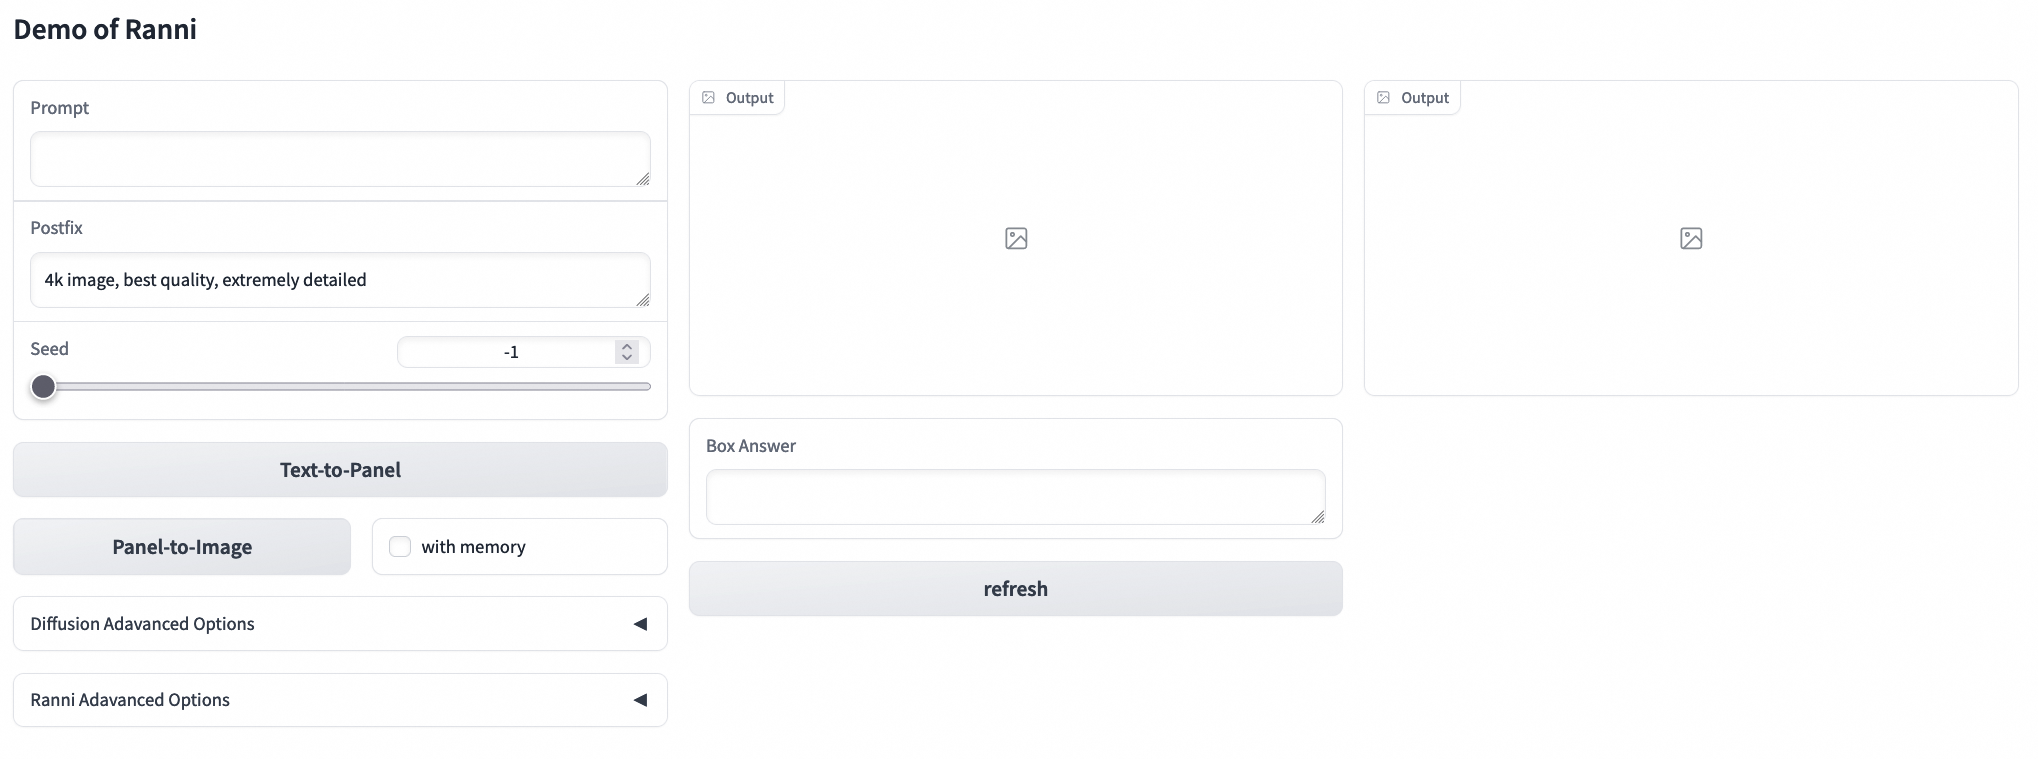 Demo of Ranni
Prompt
Postfix
4k image, best quality, extremely detailed
Seed
-1
Text-to-Panel
Panel-to-Image
with memory
Diffusion Adavanced Options
Ranni Adavanced Options
Output
Box Answer
refresh
Output